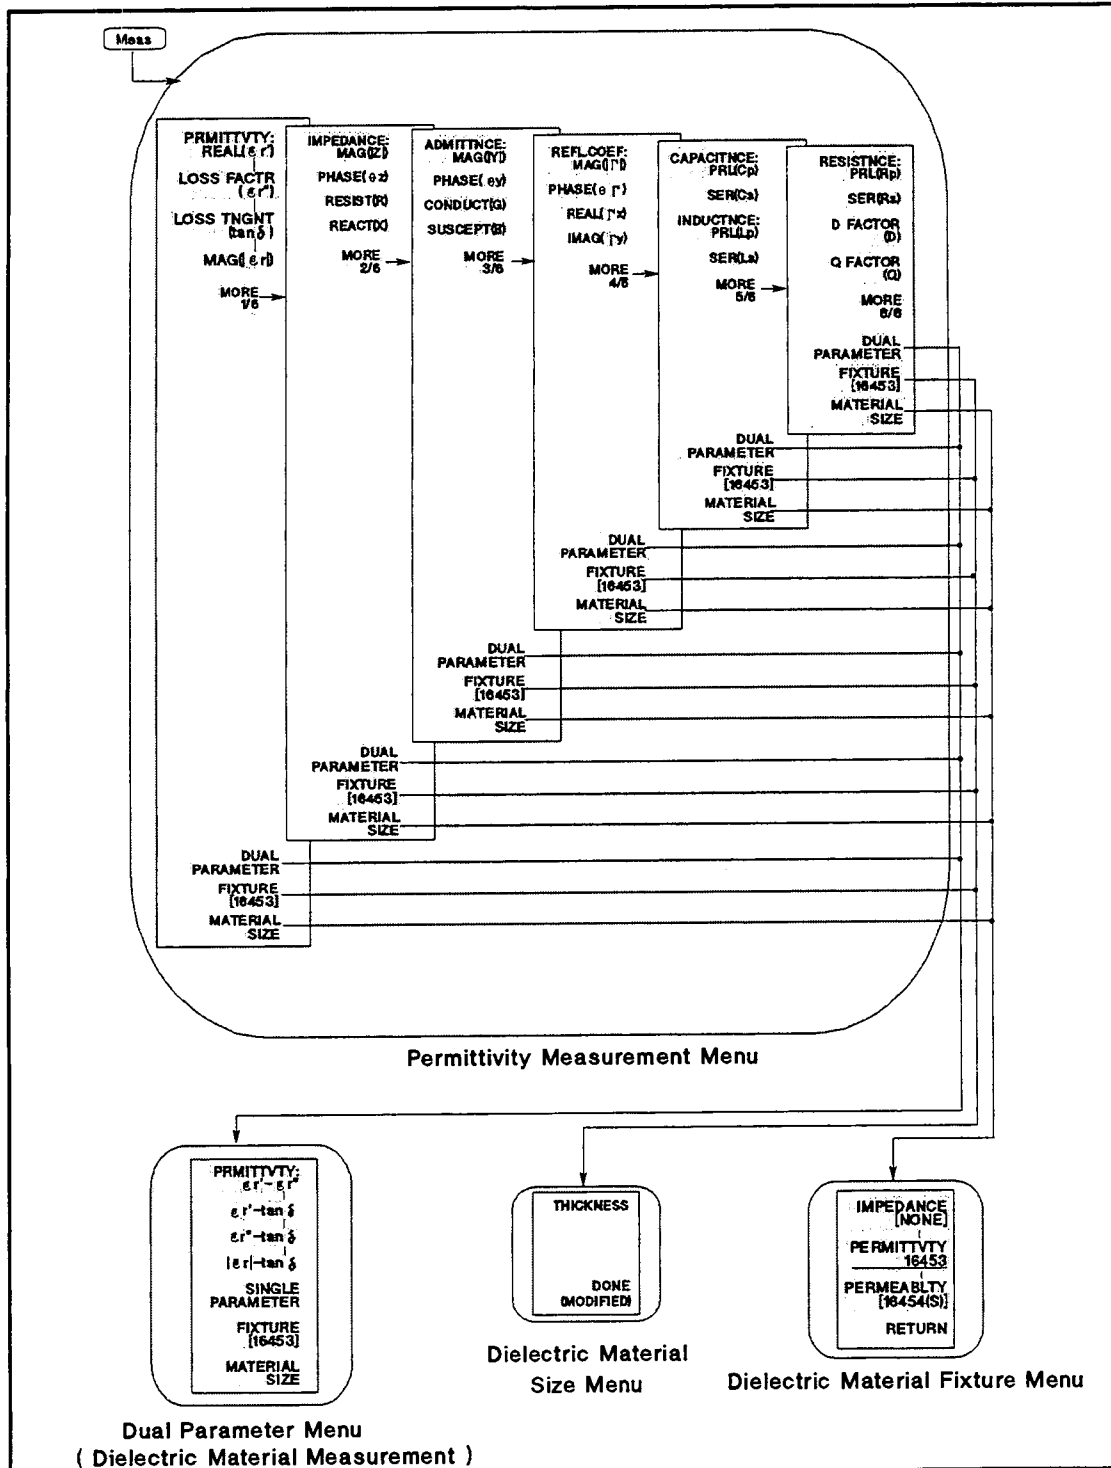 Meas
PRMITTVTY:
REAL(εr')
LOSS FACTR
(εr")
LOSS TNGNT
(tanδ)
MAG(|εr|)
MORE
1/6
DUAL
PARAMETER
FIXTURE
[16453]
MATERIAL
SIZE
IMPEDANCE:
MAG(|Z|)
PHASE(θz)
RESIST(R)
REACT(X)
MORE
2/6
DUAL
PARAMETER
FIXTURE
[16453]
MATERIAL
SIZE
ADMITTNCE:
MAG(|Y|)
PHASE(θy)
CONDUCT(G)
SUSCEPT(B)
MORE
3/6
DUAL
PARAMETER
FIXTURE
[16453]
MATERIAL
SIZE
REFL.COEF:
MAG(|Γ|)
PHASE(θΓ)
REAL(Γx)
IMAG(Γy)
MORE
4/6
DUAL
PARAMETER
FIXTURE
[16453]
MATERIAL
SIZE
CAPACITNCE:
PRL(Cp)
SER(Cs)
INDUCTNCE:
PRL(Lp)
SER(Ls)
MORE
5/6
DUAL
PARAMETER
FIXTURE
[16453]
MATERIAL
SIZE
RESISTNCE:
PRL(Rp)
SER(Rs)
D FACTOR
(D)
Q FACTOR
(Q)
MORE
6/6
DUAL
PARAMETER
FIXTURE
[16453]
MATERIAL
SIZE
Permittivity Measurement Menu
PRMITTVTY:
εr'-εr"
εr'-tanδ
εr"-tanδ
|εr|-tanδ
SINGLE
PARAMETER
FIXTURE
[16453]
MATERIAL
SIZE
Dual Parameter Menu
( Dielectric Material Measurement )
THICKNESS
DONE
(MODIFIED)
Dielectric Material
Size Menu
IMPEDANCE
[NONE]
PERMITTVTY
16453
PERMEABLTY
[16454(S)]
RETURN
Dielectric Material Fixture Menu